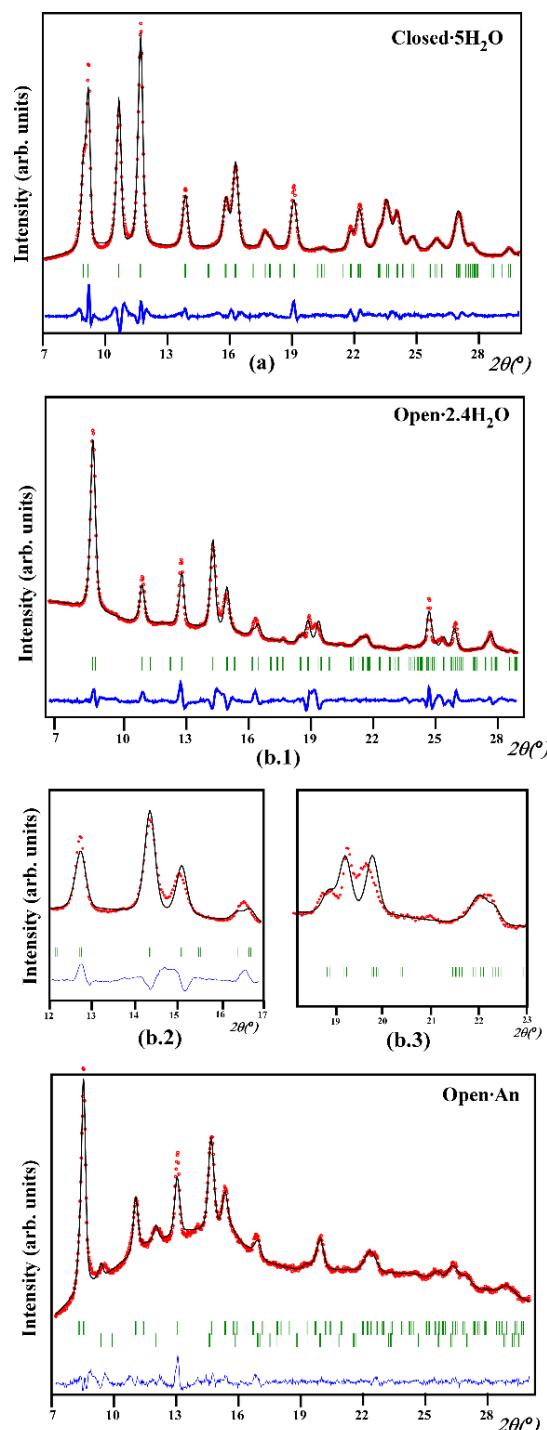 Closed·5H₂O
Intensity (arb. units)
7 10 13 16 19 22 25 28
(a)
2θ(°)
Open·2.4H₂O
Intensity (arb. units)
7 10 13 16 19 22 25 28
2θ(°)
(b.1)
Intensity (arb. units)
12 13 14 15 16 17
2θ(°)
(b.2)
19 20 21 22 23
2θ(°)
(b.3)
Open·An
Intensity (arb. units)
7 10 13 16 19 22 25 28
2θ(°)